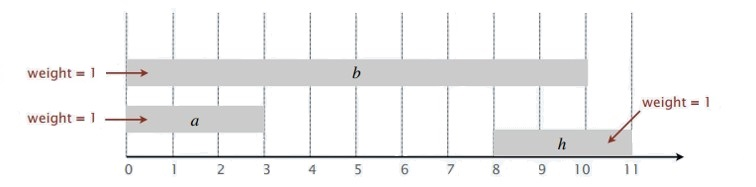 weight = 1
b
weight = 1
a
weight = 1
h
0 1 2 3 4 5 6 7 8 9 10 11